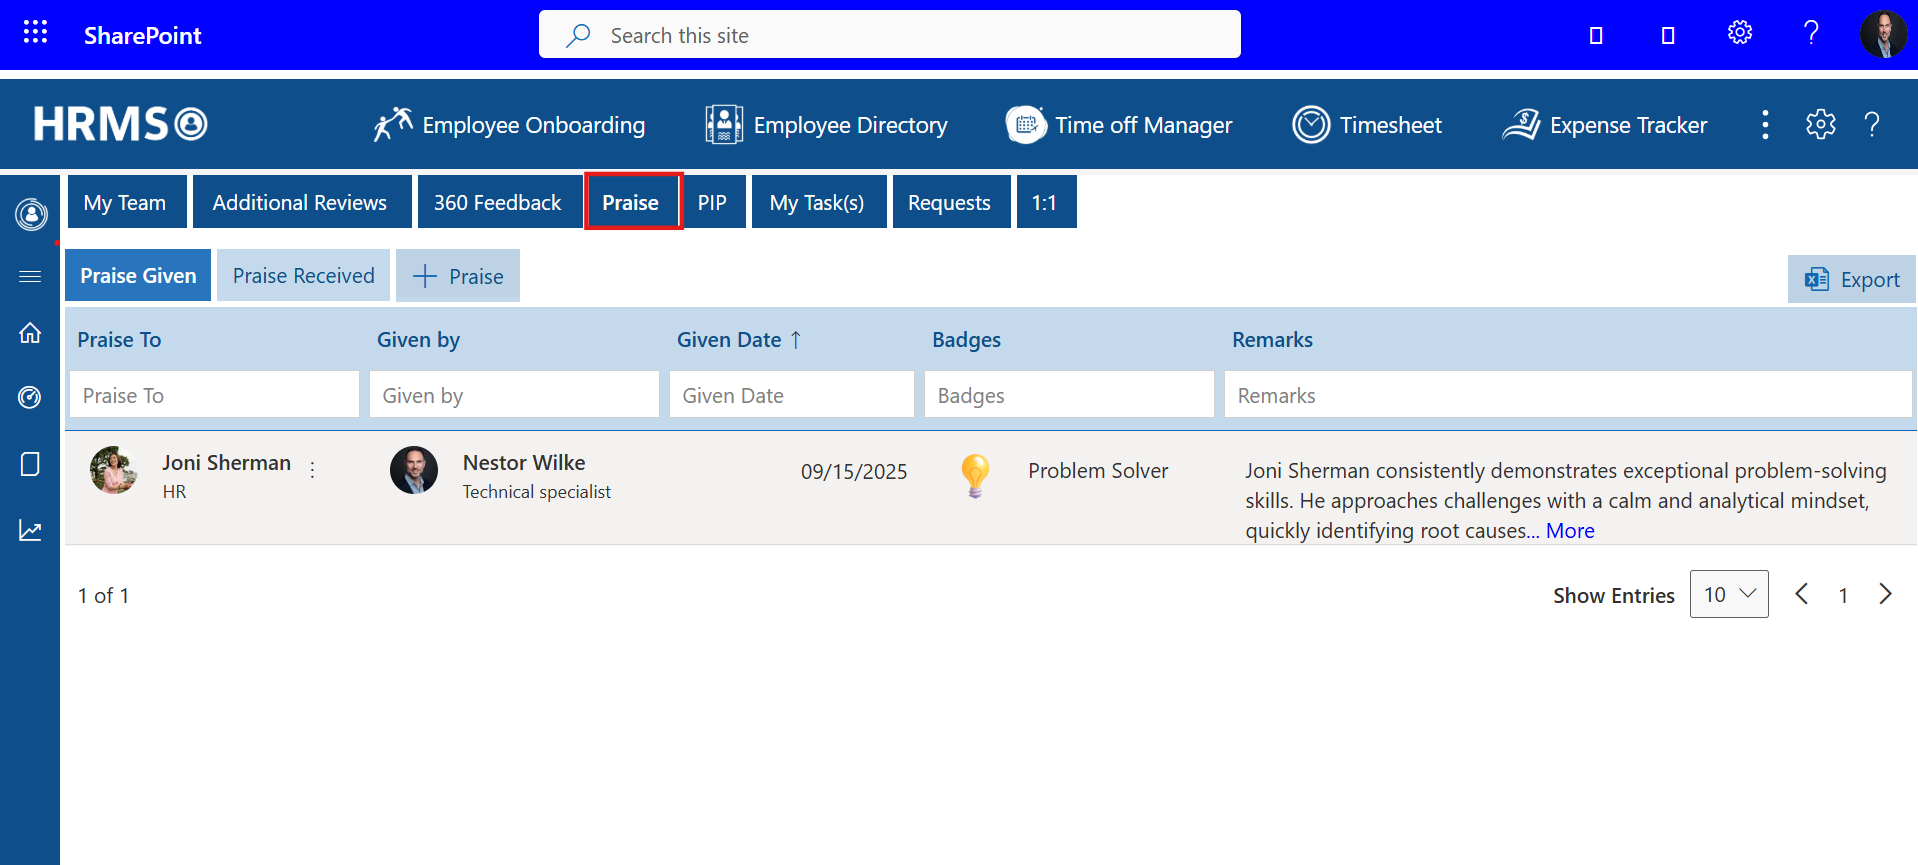 SharePoint
Search this site
HRMS
Employee Onboarding
Employee Directory
Time off Manager
Timesheet
Expense Tracker
My Team
Additional Reviews
360 Feedback
Praise
PIP
My Task(s)
Requests
1:1
Praise Given
Praise Received
Praise
Export
Praise To
Given by
Given Date ↑
Badges
Remarks
Praise To
Given by
Given Date
Badges
Remarks
Joni Sherman
HR
Nestor Wilke
Technical specialist
09/15/2025
Problem Solver
Joni Sherman consistently demonstrates exceptional problem-solving
skills. He approaches challenges with a calm and analytical mindset,
quickly identifying root causes... More
1 of 1
Show Entries
10
1